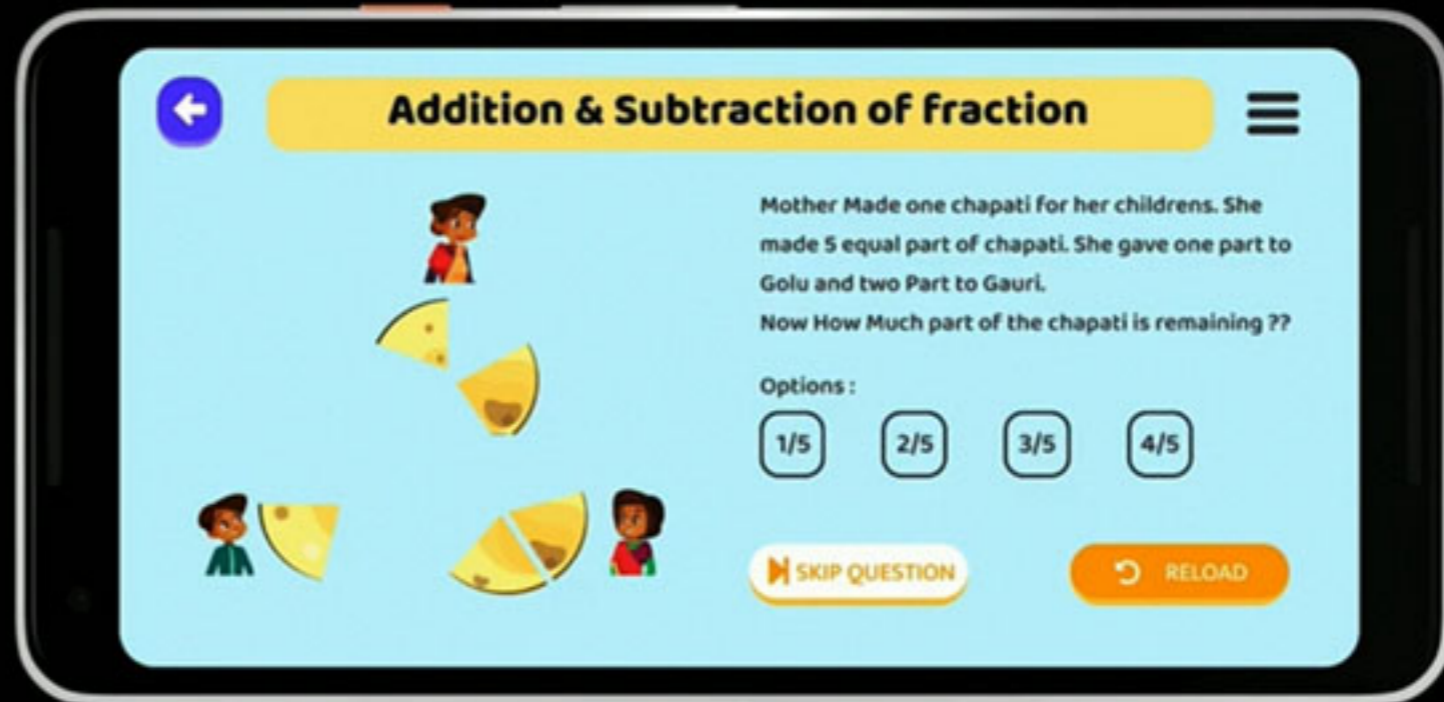 Addition & Subtraction of fraction
Mother Made one chapati for her childrens. She
made 5 equal part of chapati. She gave one part to
Golu and two Part to Gauri.
Now How Much part of the chapati is remaining ??
Options :
1/5 2/5 3/5 4/5
SKIP QUESTION
RELOAD